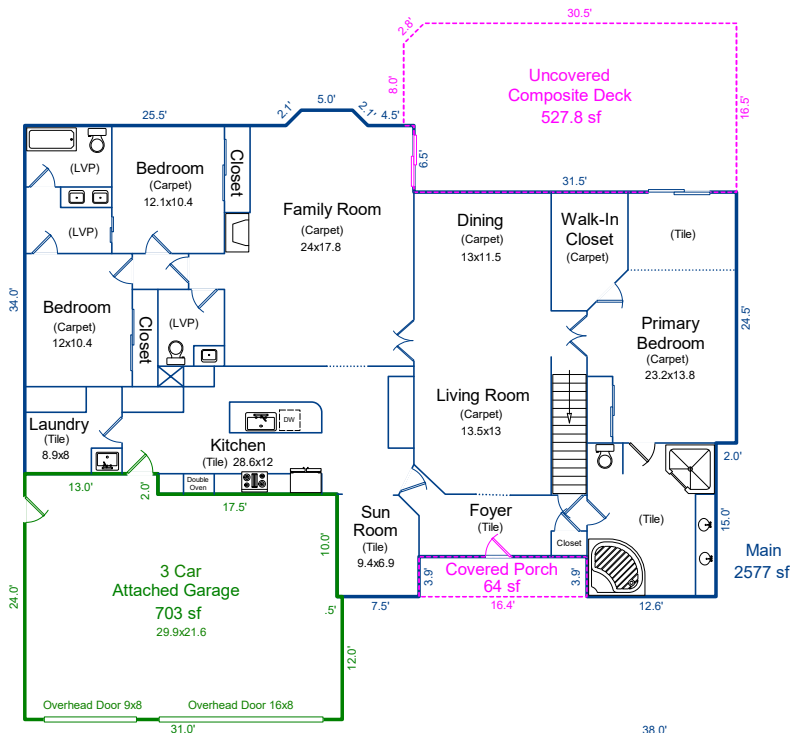 30.5'
2.8'
8.0'
Uncovered
Composite Deck
527.8 sf
16.5'
25.5'
2.1'
5.0'
2.1'
4.5'
6.5'
31.5'
(LVP)
Bedroom
(Carpet)
12.1x10.4
Closet
(LVP)
Family Room
(Carpet)
24x17.8
Dining
(Carpet)
13x11.5
Walk-In
Closet
(Carpet)
(Tile)
34.0'
24.5'
Bedroom
(Carpet)
12x10.4
Closet
(LVP)
Primary
Bedroom
(Carpet)
23.2x13.8
Living Room
(Carpet)
13.5x13
Laundry
(Tile)
8.9x8
DW
Kitchen
(Tile) 28.6x12
Double
Oven
13.0'
2.0'
17.5'
2.0'
Sun
Room
(Tile)
9.4x6.9
Foyer
(Tile)
Closet
(Tile)
15.0'
Main
2577 sf
24.0'
10.0'
3 Car
Attached Garage
703 sf
29.9x21.6
.5'
12.0'
3.9'
Covered Porch
64 sf
3.9'
7.5'
16.4'
12.6'
Overhead Door 9x8
Overhead Door 16x8
31.0'
38.0'